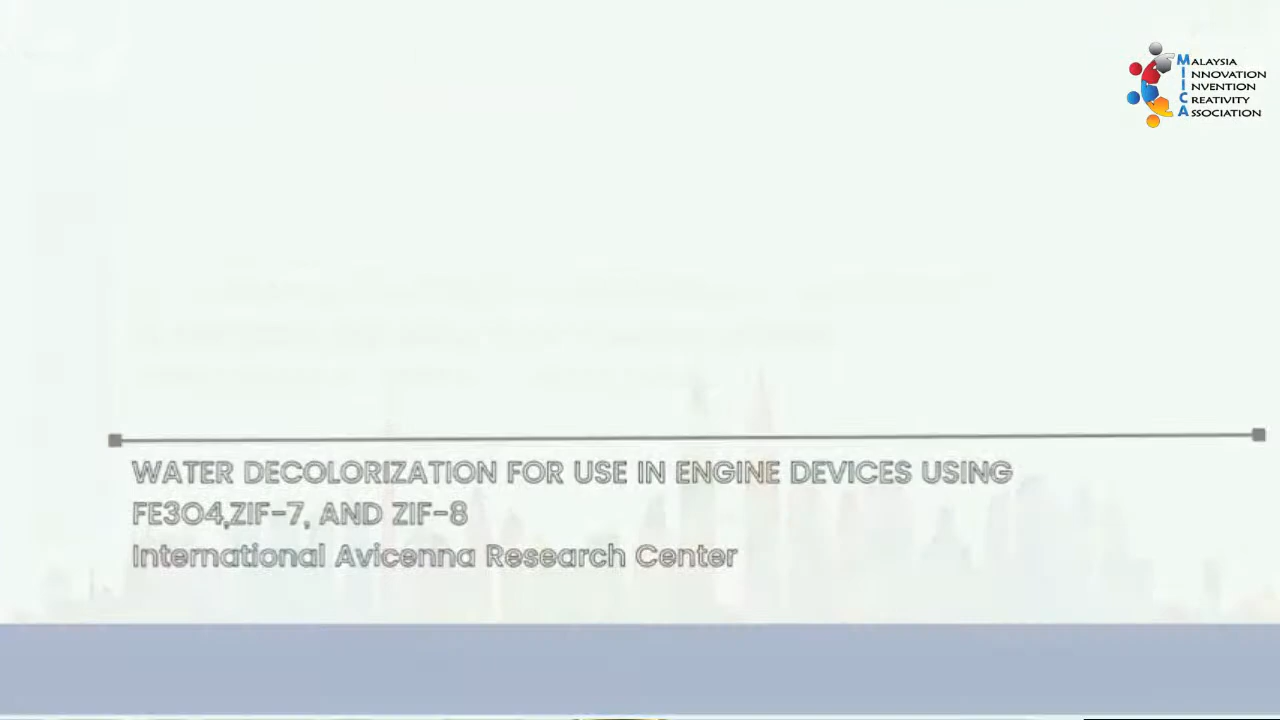 MALAYSIA
INNOVATION
INVENTION
CREATIVITY
ASSOCIATION
WATER DECOLORIZATION FOR USE IN ENGINE DEVICES USING
FE3O4,ZIF-7, AND ZIF-8
International Avicenna Research Center